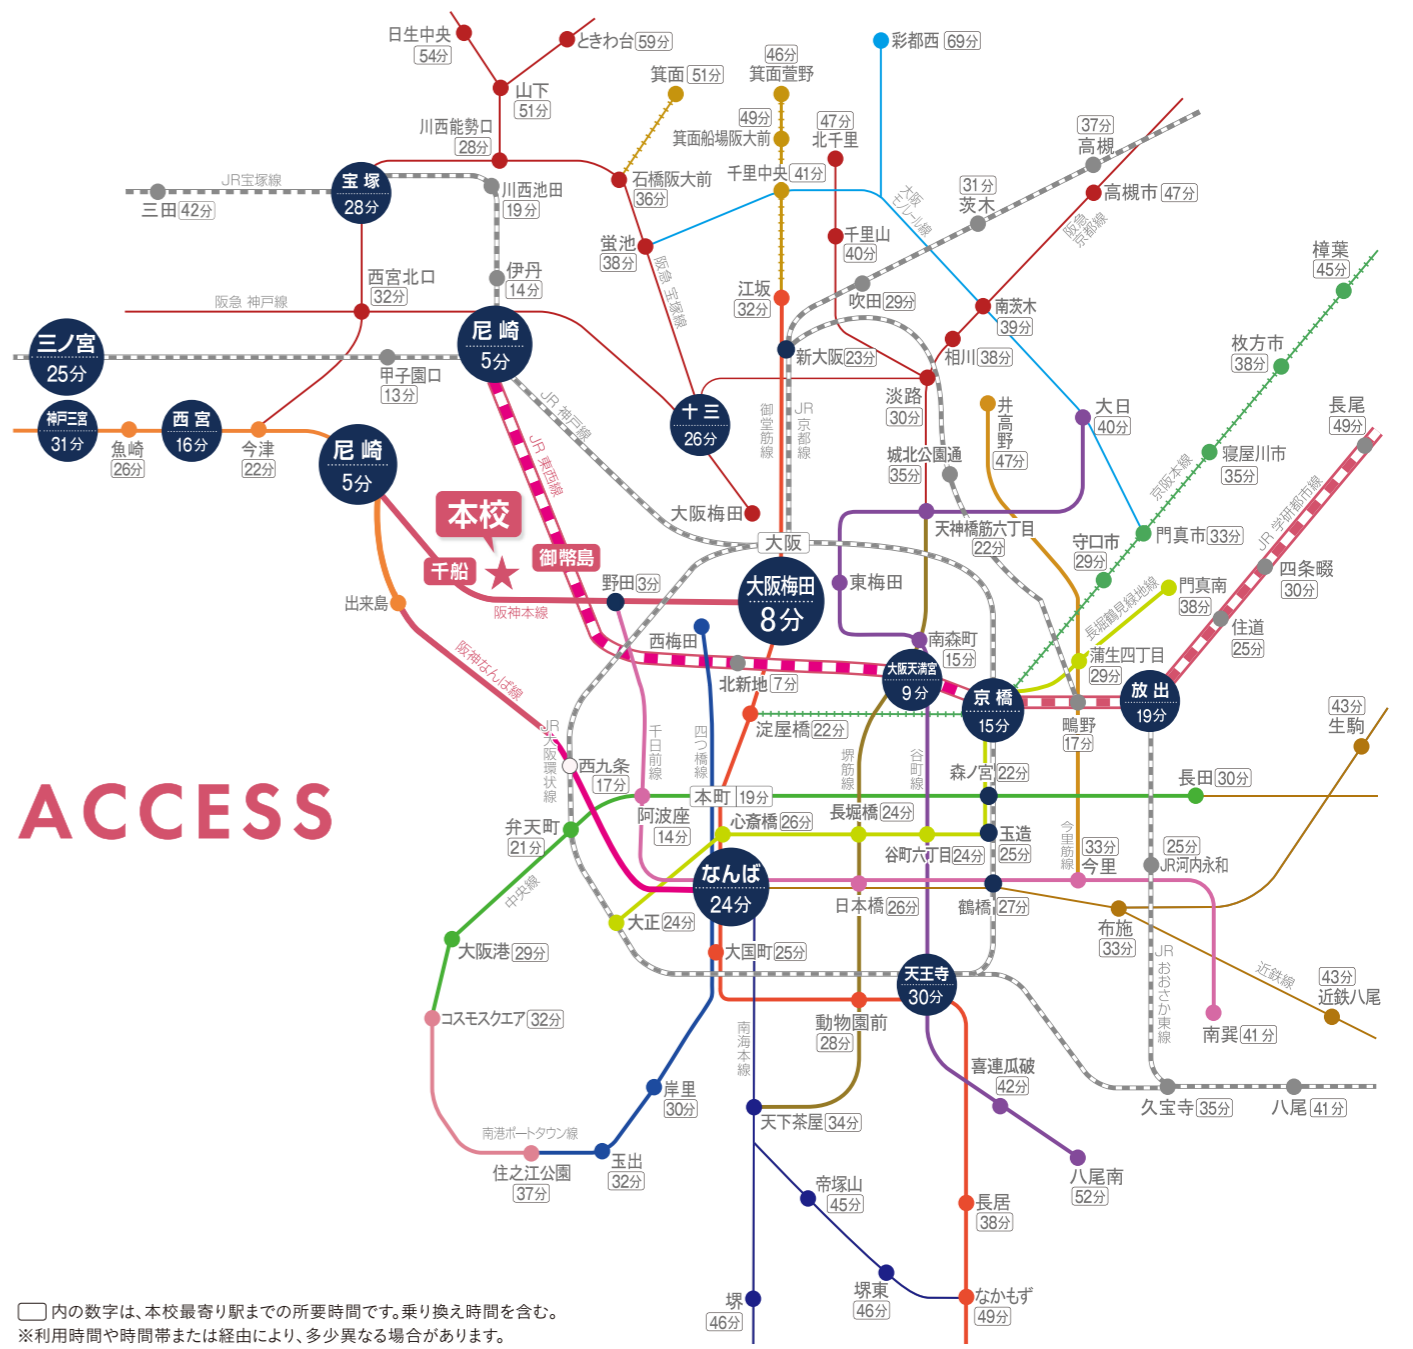 日生中央
54分
ときわ台 59分
山下
51分
川西能勢口
28分
箕面 51分
46分
箕面萱野
49分
箕面船場阪大前
千里中央 41分
47分
北千里
彩都西 69分
37分
高槻
31分
茨木
高槻市 47分
大阪モノレール線
阪急 京都線
JR宝塚線
三田 42分
宝塚
28分
川西池田
19分
石橋阪大前
36分
蛍池
38分
阪急 宝塚線
千里山
40分
樟葉
45分
伊丹
14分
西宮北口
32分
阪急 神戸線
江坂
32分
吹田 29分
南茨木
39分
三ノ宮
25分
尼崎
5分
甲子園口
13分
新大阪 23分
相川 38分
枚方市
38分
JR 神戸線
十三
26分
御堂筋線
JR京都線
淡路
30分
井高野
47分
大日
40分
長尾
49分
神戸三宮
31分
魚崎
26分
西宮
16分
今津
22分
尼崎
5分
JR 東西線
城北公園通
35分
京阪本線
寝屋川市
35分
大阪梅田
本校
天神橋筋六丁目
22分
守口市
29分
門真市 33分
JR 学研都市線
大阪
千船
御幣島
野田 3分
大阪梅田
8分
東梅田
四条畷
30分
長堀鶴見緑地線
門真南
38分
出来島
阪神本線
西梅田
南森町
15分
住道
25分
阪神なんば線
北新地 7分
大阪天満宮
9分
蒲生四丁目
29分
京橋
15分
放出
19分
鴫野
17分
JR大阪環状線
千日前線
四つ橋線
淀屋橋 22分
堺筋線
谷町線
43分
生駒
西九条
17分
森ノ宮 22分
長田 30分
ACCESS
本町 19分
阿波座
14分
心斎橋 26分
長堀橋 24分
弁天町
21分
谷町六丁目 24分
玉造
25分
今里筋線
33分
今里
25分
JR河内永和
なんば
24分
中央線
大正 24分
日本橋 26分
鶴橋 27分
布施
33分
大阪港 29分
大国町 25分
天王寺
30分
JR おおさか東線
近鉄線
43分
近鉄八尾
コスモスクエア 32分
動物園前
28分
南海本線
南巽 41分
喜連瓜破
42分
岸里
30分
天下茶屋 34分
久宝寺 35分
八尾 41分
南港ポートタウン線
住之江公園
37分
玉出
32分
八尾南
52分
帝塚山
45分
長居
38分
堺
46分
堺東
46分
なかもず
49分
内の数字は、本校最寄り駅までの所要時間です。乗り換え時間を含む。
※利用時間や時間帯または経由により、多少異なる場合があります。